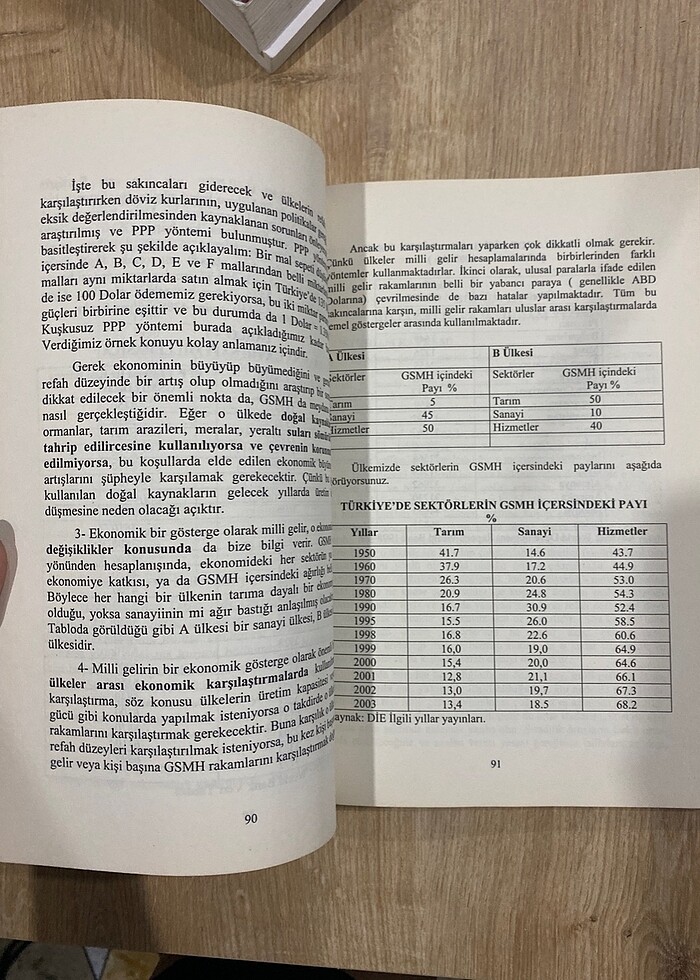 İşte bu sakıncaları giderecek ve ülkelerin
karşılaştırırken döviz kurlarının, uygulanan politikalar
eksik değerlendirilmesinden kaynaklanan sorunları
araştırılmış ve PPP yöntemi bulunmuştur. PPP
basitleştirerek şu şekilde açıklayalım: Bir mal sepeti
içersinde A, B, C, D, E ve F mallarından belli
malları aynı miktarlarda satın almak için Türkiye'de
de ise 100 Dolar ödememiz gerekiyorsa, bu iki miktar
güçleri birbirine eşittir ve bu durumda da 1 Dolar =
Kuşkusuz PPP yöntemi burada açıkladığımız kadar
Verdiğimiz örnek konuyu kolay anlamanız içindir.
Gerek ekonominin büyüyüp büyümediğini ve
refah düzeyinde bir artış olup olmadığını araştırıp bir
dikkat edilecek bir önemli nokta da, GSMH da
nasıl gerçekleştiğidir. Eğer o ülkede doğal
ormanlar, tarım arazileri, meralar, yeraltı suları
tahrip edilircesine kullanılıyorsa ve çevrenin
edilmiyorsa, bu koşullarda elde edilen ekonomik
artışlarını şüpheyle karşılamak gerekecektir. Çünkü
kullanılan doğal kaynakların gelecek yıllarda üretim
düşmesine neden olacağı açıktır.
3- Ekonomik bir gösterge olarak milli gelir, o
değişiklikler konusunda da bize bilgi verir. GSMH
yönünden hesaplanışında, ekonomideki her sektörün
ekonomiye katkısı, ya da GSMH içersindeki ağırlığı
Böylece her hangi bir ülkenin tarıma dayalı bir
olduğu, yoksa sanayiinin mi ağır bastığı anlaşılmış
Tabloda görüldüğü gibi A ülkesi bir sanayi ülkesi, B
ülkesidir.
4- Milli gelirin bir ekonomik gösterge olarak
ülkeler arası ekonomik karşılaştırmalarda
karşılaştırma, söz konusu ülkelerin üretim kapasitesi
gücü gibi konularda yapılmak isteniyorsa o takdirde
rakamlarını karşılaştırmak gerekecektir. Buna karşılık
refah düzeyleri karşılaştırılmak isteniyorsa, bu kez kişi
gelir veya kişi başına GSMH rakamlarını karşılaştırmak
90
Ancak bu karşılaştırmaları yaparken çok dikkatli olmak gerekir.
Çünkü ülkeler milli gelir hesaplamalarında birbirlerinden farklı
yöntemler kullanmaktadırlar. İkinci olarak, ulusal paralarla ifade edilen
milli gelir rakamlarının belli bir yabancı paraya ( genellikle ABD
Dolarına) çevrilmesinde de bazı hatalar yapılmaktadır. Tüm bu
sakıncalarına karşın, milli gelir rakamları uluslar arası karşılaştırmalarda
temel göstergeler arasında kullanılmaktadır.
A Ülkesi B Ülkesi
Sektörler GSMH içindeki Payı % Sektörler GSMH içindeki Payı %
Tarım 5 Tarım 50
Sanayi 45 Sanayi 10
Hizmetler 50 Hizmetler 40
Ülkemizde sektörlerin GSMH içersindeki paylarını aşağıda
görüyorsunuz.
TÜRKİYE'DE SEKTÖRLERİN GSMH İÇERSİNDEKİ PAYI
%
Yıllar Tarım Sanayi Hizmetler
1950 41.7 14.6 43.7
1960 37.9 17.2 44.9
1970 26.3 20.6 53.0
1980 20.9 24.8 54.3
1990 16.7 30.9 52.4
1995 15.5 26.0 58.5
1998 16.8 22.6 60.6
1999 16,0 19,0 64.9
2000 15,4 20,0 64.6
2001 12,8 21,1 66.1
2002 13,0 19,7 67.3
2003 13,4 18.5 68.2
Kaynak: DİE İlgili yıllar yayınları.
91